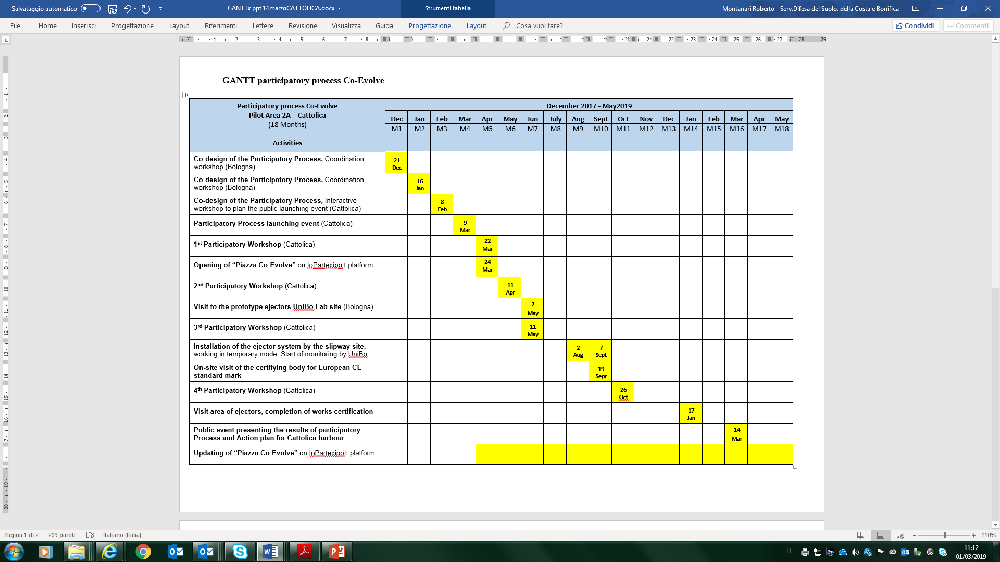 Salvataggio automatico
GANTTx ppt 14marzoCATTOLICA.docx
Strumenti tabella
Montanari Roberto - Serv.Difesa del Suolo, della Costa e Bonifica
File Home Inserisci Progettazione Layout Riferimenti Lettere Revisione Visualizza Guida Progettazione Layout Cosa vuoi fare? Condividi Commenti
GANTT participatory process Co-Evolve
Participatory process Co-Evolve
Pilot Area 2A – Cattolica
(18 Months)
December 2017 - May2019
Dec Jan Feb Mar Apr May Jun July Aug Sept Oct Nov Dec Jan Feb Mar Apr May
M1 M2 M3 M4 M5 M6 M7 M8 M9 M10 M11 M12 M13 M14 M15 M16 M17 M18
Activities
Co-design of the Participatory Process, Coordination
workshop (Bologna)
21
Dec
Co-design of the Participatory Process, Coordination
workshop (Bologna)
16
Jan
Co-design of the Participatory Process, Interactive
workshop to plan the public launching event (Cattolica)
8
Feb
Participatory Process launching event (Cattolica)
9
Mar
1st Participatory Workshop (Cattolica)
22
Mar
Opening of “Piazza Co-Evolve” on IoPartecipo+ platform
24
Mar
2nd Participatory Workshop (Cattolica)
11
Apr
Visit to the prototype ejectors UniBo Lab site (Bologna)
2
May
3rd Participatory Workshop (Cattolica)
11
May
Installation of the ejector system by the slipway site,
working in temporary mode. Start of monitoring by UniBo
2
Aug
7
Sept
On-site visit of the certifying body for European CE
standard mark
19
Sept
4th Participatory Workshop (Cattolica)
26
Oct
Visit area of ejectors, completion of works certification
17
Jan
Public event presenting the results of participatory
Process and Action plan for Cattolica harbour
14
Mar
Updating of “Piazza Co-Evolve” on IoPartecipo+ platform
Pagina 1 di 2 209 parole Italiano (Italia) 110%
IT
11:12
01/03/2019